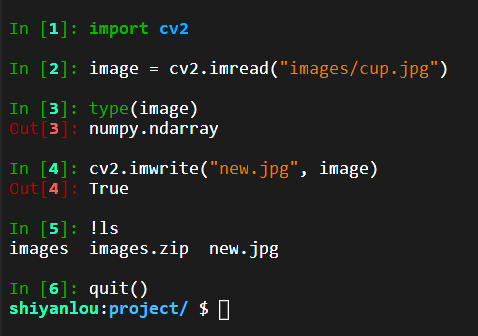 In [1]: import cv2
In [2]: image = cv2.imread("images/cup.jpg")
In [3]: type(image)
Out[3]: numpy.ndarray
In [4]: cv2.imwrite("new.jpg", image)
Out[4]: True
In [5]: !ls
images  images.zip  new.jpg
In [6]: quit()
shiyanlou:project/ $